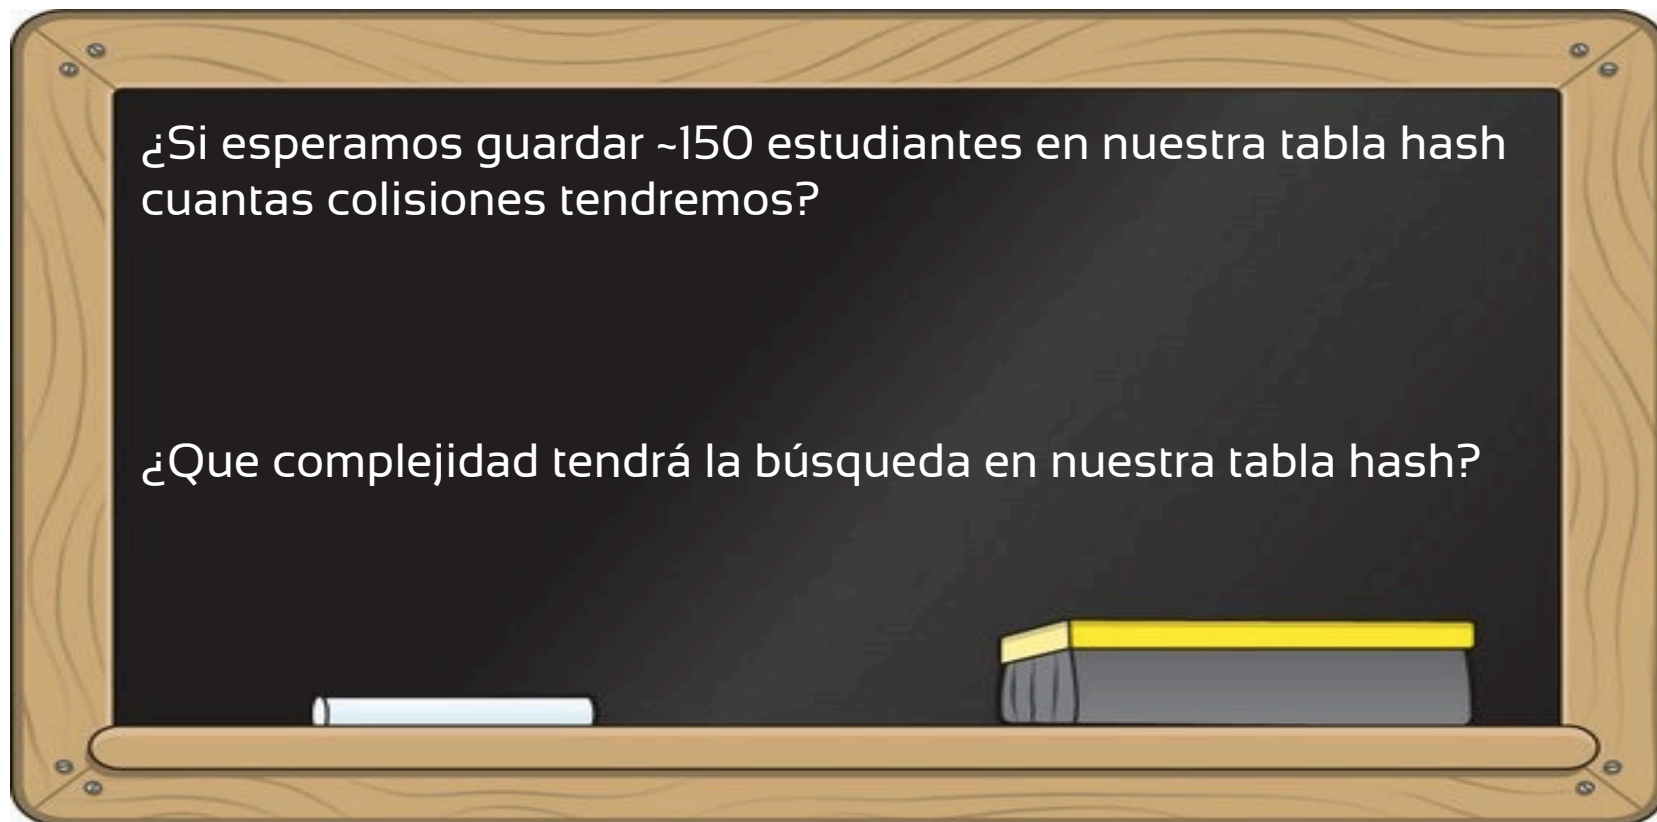 ¿Si esperamos guardar ~150 estudiantes en nuestra tabla hash
cuantas colisiones tendremos?
¿Que complejidad tendrá la búsqueda en nuestra tabla hash?